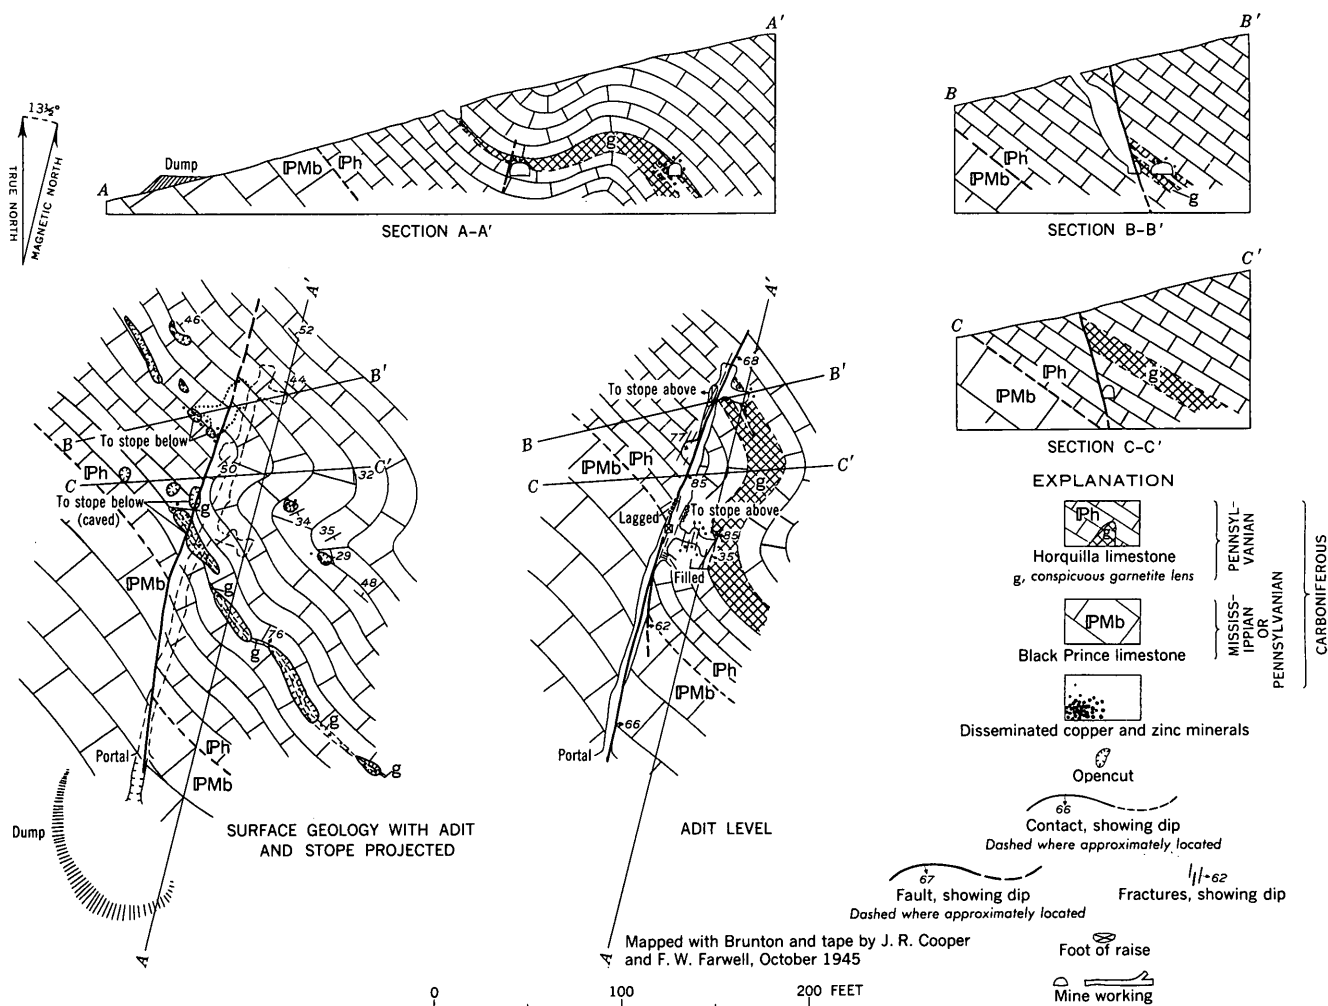 A
A'
Dump
ℙMb
ℙh
g
SECTION A–A'
B
B'
ℙh
ℙMb
g
SECTION B–B'
13½°
TRUE NORTH
MAGNETIC NORTH
C
C'
ℙh
ℙMb
g
SECTION C–C'
A'
46
52
44
B'
B
To stope below
ℙh
50
C'
C
32
To stope below
(caved)
g
34
35
29
ℙMb
48
g
76
g
g
ℙh
Portal
ℙMb
g
Dump
SURFACE GEOLOGY WITH ADIT
AND STOPE PROJECTED
A
A'
68
To stope above
B'
B
77
ℙh
ℙMb
C'
C
85
g
To stope above
Lagged
85
35
Filled
62
ℙh
ℙMb
66
Portal
ADIT LEVEL
A
EXPLANATION
ℙh
g
Horquilla limestone
g, conspicuous garnetite lens
PENNSYL-
VANIAN
ℙMb
Black Prince limestone
MISSISS-
IPPIAN
OR
PENNSYLVANIAN
CARBONIFEROUS
Disseminated copper and zinc minerals
Opencut
66
Contact, showing dip
Dashed where approximately located
67
Fault, showing dip
Dashed where approximately located
62
Fractures, showing dip
Foot of raise
Mine working
Mapped with Brunton and tape by J. R. Cooper
and F. W. Farwell, October 1945
0 100 200 FEET